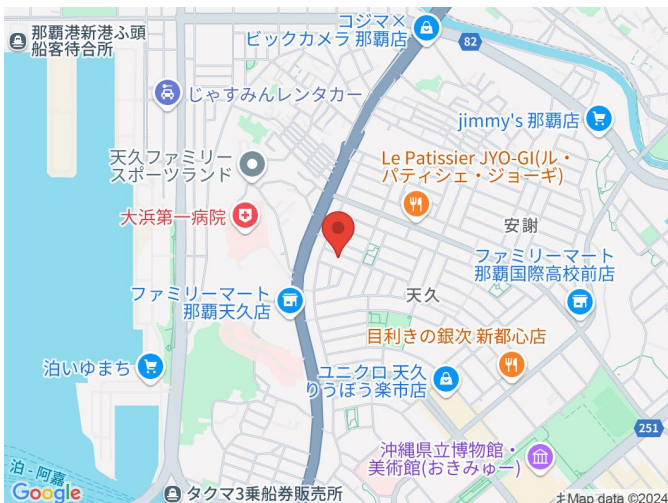 那覇港新港ふ頭
船客待合所
コジマ×
ビックカメラ 那覇店
82
じゃすみんレンタカー
jimmy's 那覇店
天久ファミリー
スポーツランド
Le Patissier JYO-GI(ル・
パティシェ・ジョーギ)
大浜第一病院
安謝
ファミリーマート
那覇国際高校前店
ファミリーマート
那覇天久店
天久
目利きの銀次 新都心店
泊いゆまち
ユニクロ 天久
りうぼう楽市店
251
沖縄県立博物館・
美術館(おきみゅー)
泊 - 阿嘉
Google
タクマ3乗船券販売所
Map data ©2024